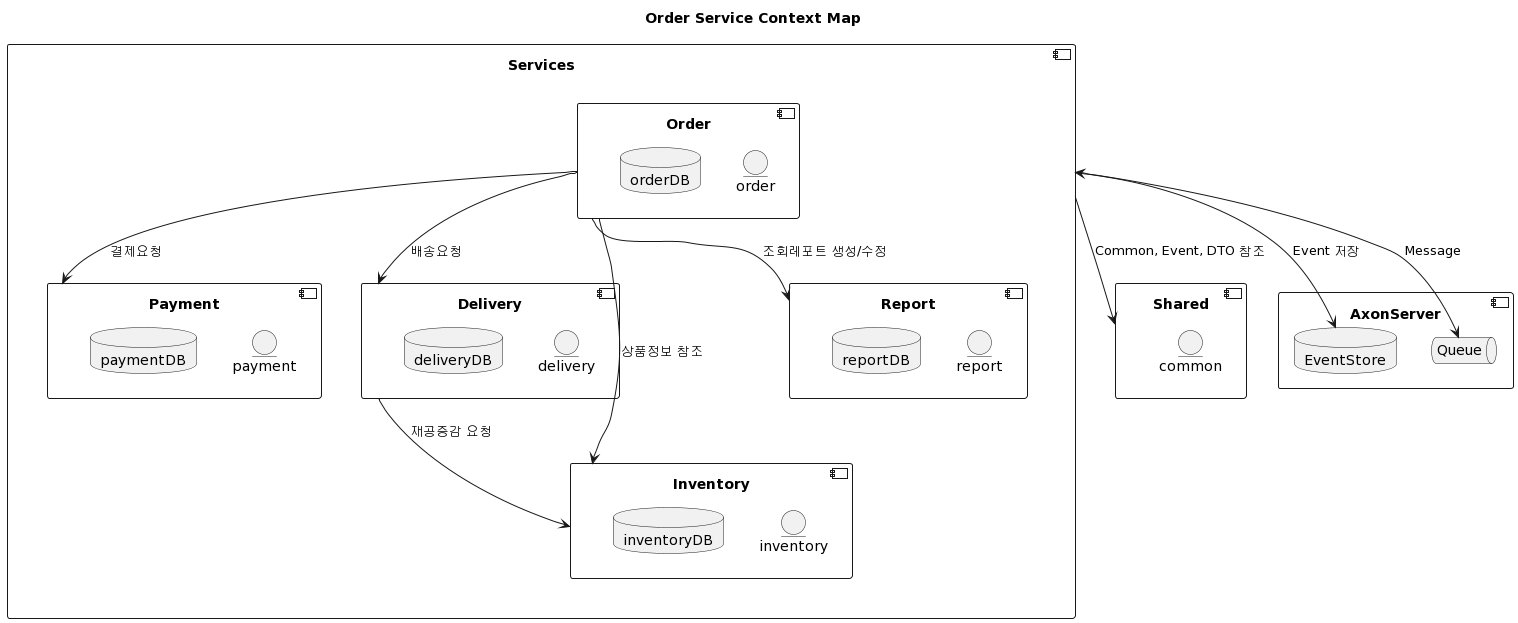 Order Service Context Map
Services
Order
orderDB
order
결제요청
배송요청
조회레포트 생성/수정
Common, Event, DTO 참조
Event 저장
Message
Payment
paymentDB
payment
Delivery
deliveryDB
delivery
상품정보 참조
Report
reportDB
report
Shared
common
AxonServer
EventStore
Queue
재공증감 요청
Inventory
inventoryDB
inventory